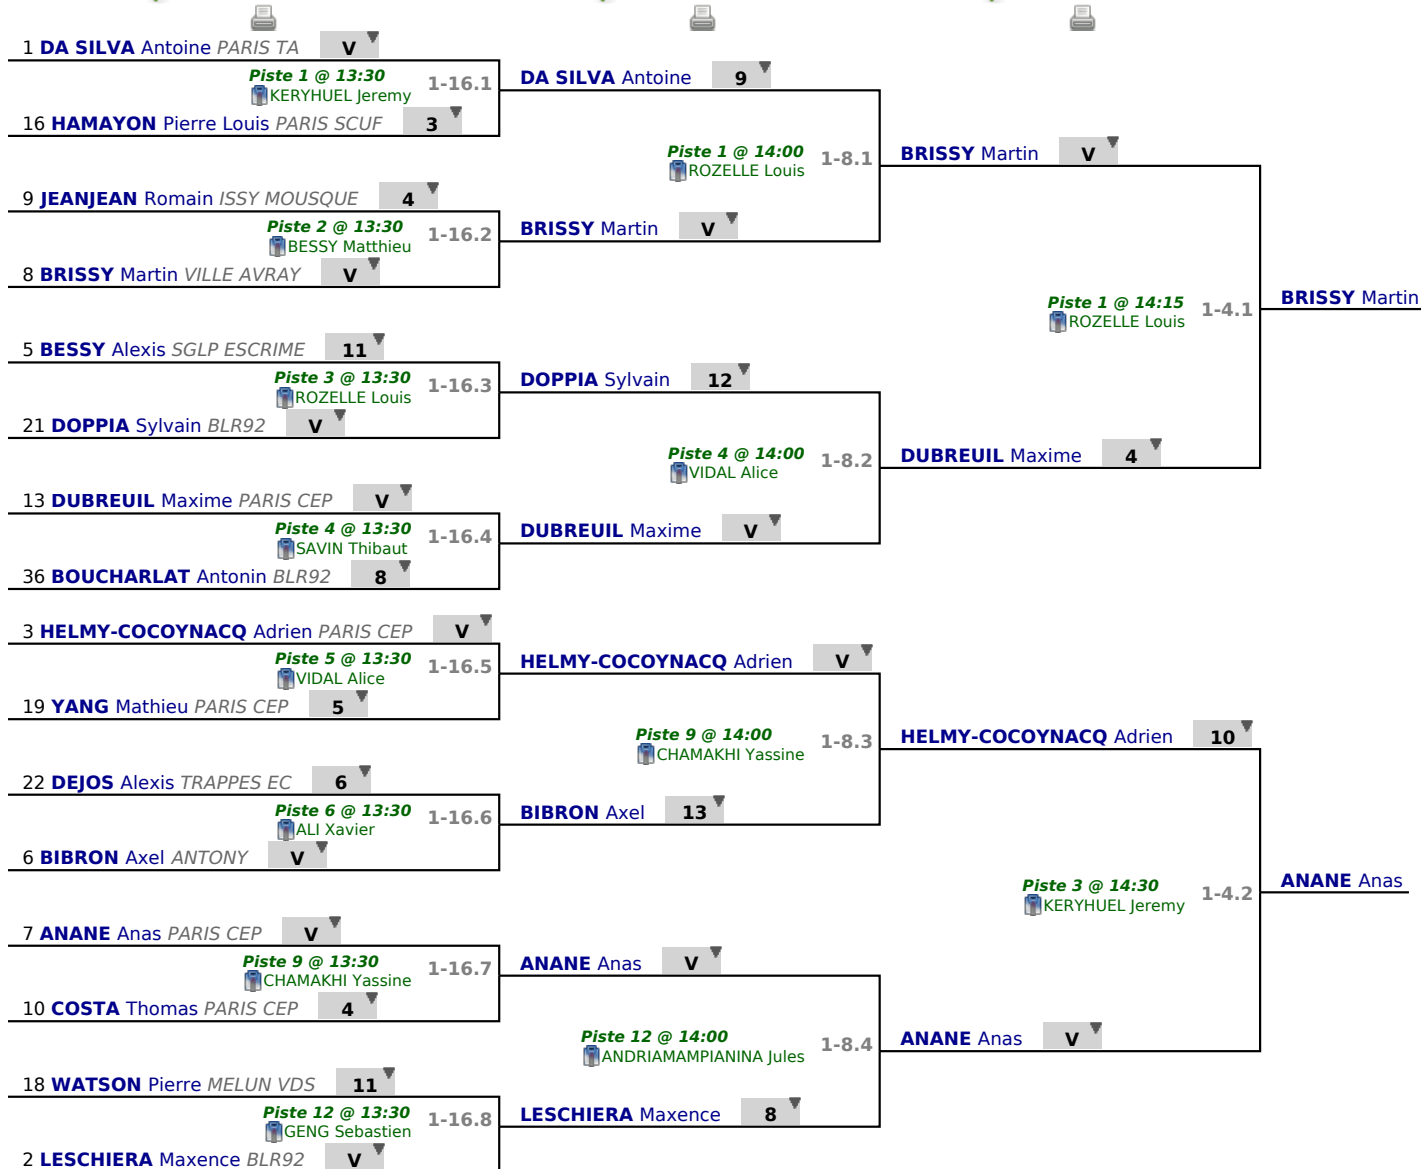 1 DA SILVA Antoine PARIS TA V
Piste 1 @ 13:30
KERYHUEL Jeremy
1-16.1
16 HAMAYON Pierre Louis PARIS SCUF 3
9 JEANJEAN Romain ISSY MOUSQUE 4
Piste 2 @ 13:30
BESSY Matthieu
1-16.2
8 BRISSY Martin VILLE AVRAY V
5 BESSY Alexis SGLP ESCRIME 11
Piste 3 @ 13:30
ROZELLE Louis
1-16.3
21 DOPPIA Sylvain BLR92 V
13 DUBREUIL Maxime PARIS CEP V
Piste 4 @ 13:30
SAVIN Thibaut
1-16.4
36 BOUCHARLAT Antonin BLR92 8
3 HELMY-COCOYNACQ Adrien PARIS CEP V
Piste 5 @ 13:30
VIDAL Alice
1-16.5
19 YANG Mathieu PARIS CEP 5
22 DEJOS Alexis TRAPPES EC 6
Piste 6 @ 13:30
ALI Xavier
1-16.6
6 BIBRON Axel ANTONY V
7 ANANE Anas PARIS CEP V
Piste 9 @ 13:30
CHAMAKHI Yassine
1-16.7
10 COSTA Thomas PARIS CEP 4
18 WATSON Pierre MELUN VDS 11
Piste 12 @ 13:30
GENG Sebastien
1-16.8
2 LESCHIERA Maxence BLR92 V
DA SILVA Antoine 9
Piste 1 @ 14:00
ROZELLE Louis
1-8.1
BRISSY Martin V
DOPPIA Sylvain 12
Piste 4 @ 14:00
VIDAL Alice
1-8.2
DUBREUIL Maxime V
HELMY-COCOYNACQ Adrien V
Piste 9 @ 14:00
CHAMAKHI Yassine
1-8.3
BIBRON Axel 13
ANANE Anas V
Piste 12 @ 14:00
ANDRIAMAMPIANINA Jules
1-8.4
LESCHIERA Maxence 8
BRISSY Martin V
Piste 1 @ 14:15
ROZELLE Louis
1-4.1
DUBREUIL Maxime 4
HELMY-COCOYNACQ Adrien 10
Piste 3 @ 14:30
KERYHUEL Jeremy
1-4.2
ANANE Anas V
BRISSY Martin
ANANE Anas